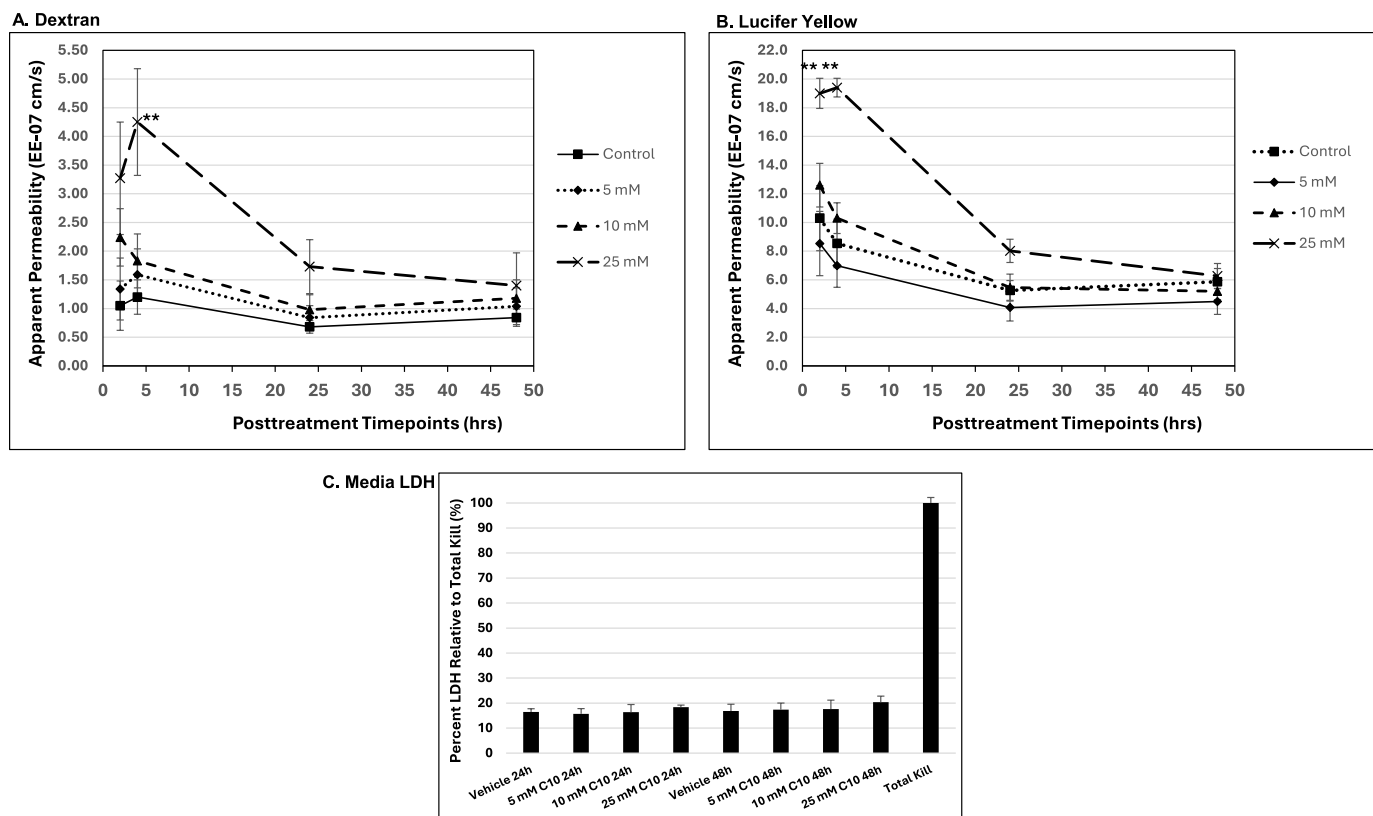 A. Dextran
5.50
5.00
4.50
4.00
3.50
3.00
2.50
2.00
1.50
1.00
0.50
0.00
0 5 10 15 20 25 30 35 40 45 50
Apparent Permeability (EE-07 cm/s)
Posttreatment Timepoints (hrs)
**
Control
5 mM
10 mM
25 mM
B. Lucifer Yellow
22.0
20.0
18.0
16.0
14.0
12.0
10.0
8.0
6.0
4.0
2.0
0.0
0 5 10 15 20 25 30 35 40 45 50
Apparent Permeability (EE-07 cm/s)
Posttreatment Timepoints (hrs)
** **
Control
5 mM
10 mM
25 mM
C. Media LDH
100
90
80
70
60
50
40
30
20
10
0
Percent LDH Relative to Total Kill (%)
Vehicle 24h
5 mM C10 24h
10 mM C10 24h
25 mM C10 24h
Vehicle 48h
5 mM C10 48h
10 mM C10 48h
25 mM C10 48h
Total Kill